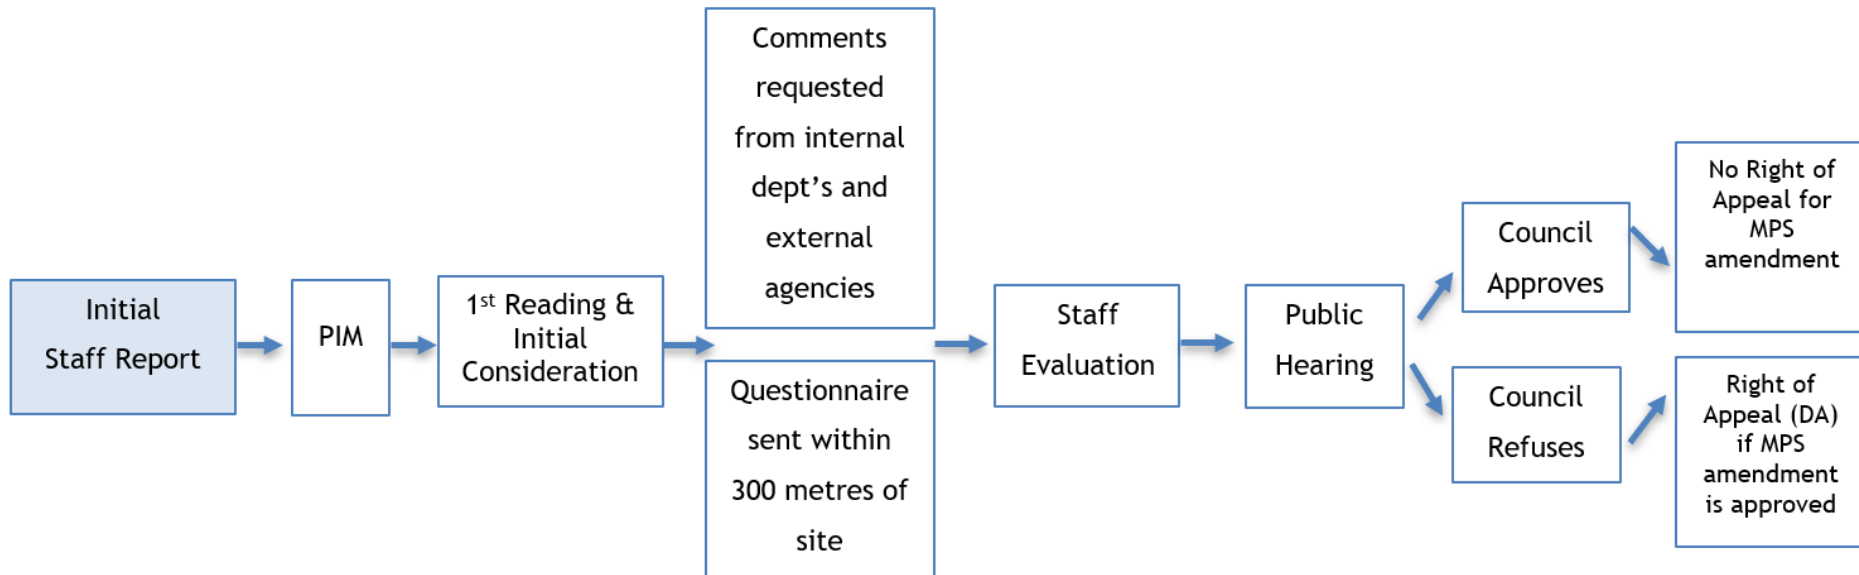 Initial
Staff Report
PIM
1st Reading &
Initial
Consideration
Comments
requested
from internal
dept's and
external
agencies
Questionnaire
sent within
300 metres of
site
Staff
Evaluation
Public
Hearing
Council
Approves
Council
Refuses
No Right of
Appeal for
MPS
amendment
Right of
Appeal (DA)
if MPS
amendment
is approved